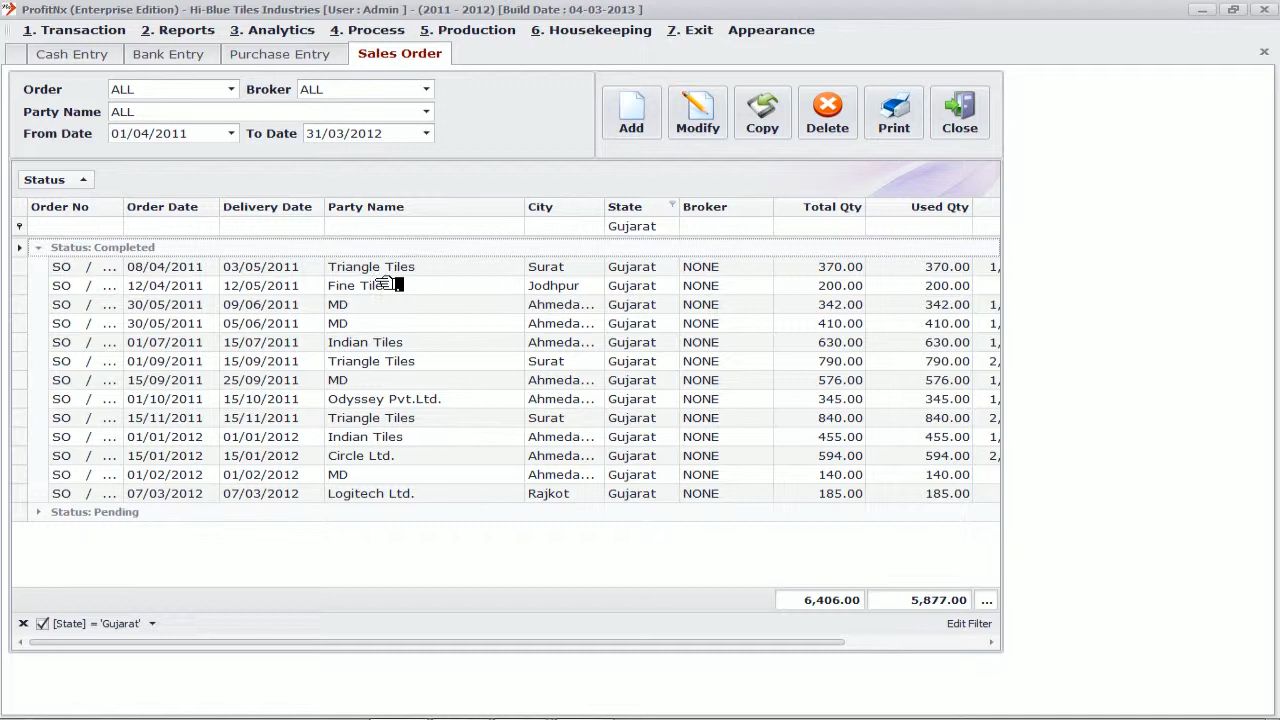 ProfitNx (Enterprise Edition) - Hi-Blue Tiles Industries [User : Admin ] - (2011 - 2012) [Build Date : 04-03-2013 ]
1. Transaction 2. Reports 3. Analytics 4. Process 5. Production 6. Housekeeping 7. Exit Appearance
Cash Entry Bank Entry Purchase Entry Sales Order
Order ALL Broker ALL
Party Name ALL
From Date 01/04/2011 To Date 31/03/2012
Add Modify Copy Delete Print Close
Status
Order No Order Date Delivery Date Party Name City State Broker Total Qty Used Qty
Gujarat
Status: Completed
SO / ... 08/04/2011 03/05/2011 Triangle Tiles Surat Gujarat NONE 370.00 370.00 1,
SO / ... 12/04/2011 12/05/2011 Fine Jodhpur Gujarat NONE 200.00 200.00
SO / ... 30/05/2011 09/06/2011 MD Ahmeda... Gujarat NONE 342.00 342.00 1,
SO / ... 30/05/2011 05/06/2011 MD Ahmeda... Gujarat NONE 410.00 410.00 1,
SO / ... 01/07/2011 15/07/2011 Indian Tiles Ahmeda... Gujarat NONE 630.00 630.00 1,
SO / ... 01/09/2011 15/09/2011 Triangle Tiles Surat Gujarat NONE 790.00 790.00 2,
SO / ... 15/09/2011 25/09/2011 MD Ahmeda... Gujarat NONE 576.00 576.00 1,
SO / ... 01/10/2011 15/10/2011 Odyssey Pvt.Ltd. Ahmeda... Gujarat NONE 345.00 345.00 1,
SO / ... 15/11/2011 15/11/2011 Triangle Tiles Surat Gujarat NONE 840.00 840.00 2,
SO / ... 01/01/2012 01/01/2012 Indian Tiles Ahmeda... Gujarat NONE 455.00 455.00 1,
SO / ... 15/01/2012 15/01/2012 Circle Ltd. Ahmeda... Gujarat NONE 594.00 594.00 2,
SO / ... 01/02/2012 01/02/2012 MD Ahmeda... Gujarat NONE 140.00 140.00
SO / ... 07/03/2012 07/03/2012 Logitech Ltd. Rajkot Gujarat NONE 185.00 185.00
Status: Pending
6,406.00 5,877.00 ...
[State] = 'Gujarat' Edit Filter